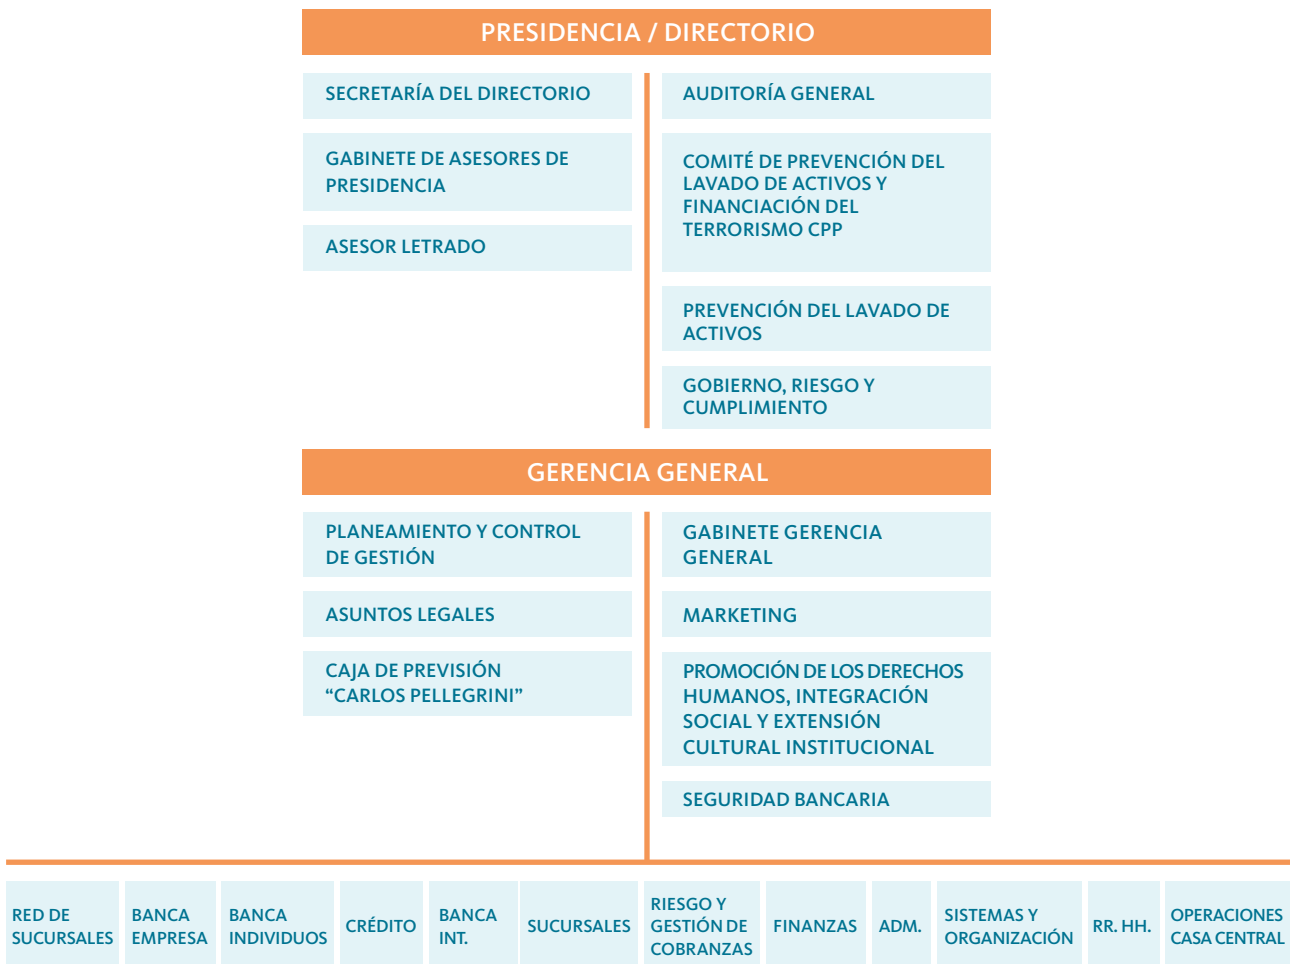 PRESIDENCIA / DIRECTORIO
SECRETARÍA DEL DIRECTORIO
GABINETE DE ASESORES DE
PRESIDENCIA
ASESOR LETRADO
AUDITORÍA GENERAL
COMITÉ DE PREVENCIÓN DEL
LAVADO DE ACTIVOS Y
FINANCIACIÓN DEL
TERRORISMO CPP
PREVENCIÓN DEL LAVADO DE
ACTIVOS
GOBIERNO, RIESGO Y
CUMPLIMIENTO
GERENCIA GENERAL
PLANEAMIENTO Y CONTROL
DE GESTIÓN
ASUNTOS LEGALES
CAJA DE PREVISIÓN
“CARLOS PELLEGRINI”
GABINETE GERENCIA
GENERAL
MARKETING
PROMOCIÓN DE LOS DERECHOS
HUMANOS, INTEGRACIÓN
SOCIAL Y EXTENSIÓN
CULTURAL INSTITUCIONAL
SEGURIDAD BANCARIA
RED DE
SUCURSALES
BANCA
EMPRESA
BANCA
INDIVIDUOS
CRÉDITO
BANCA
INT.
SUCURSALES
RIESGO Y
GESTIÓN DE
COBRANZAS
FINANZAS
ADM.
SISTEMAS Y
ORGANIZACIÓN
RR. HH.
OPERACIONES
CASA CENTRAL